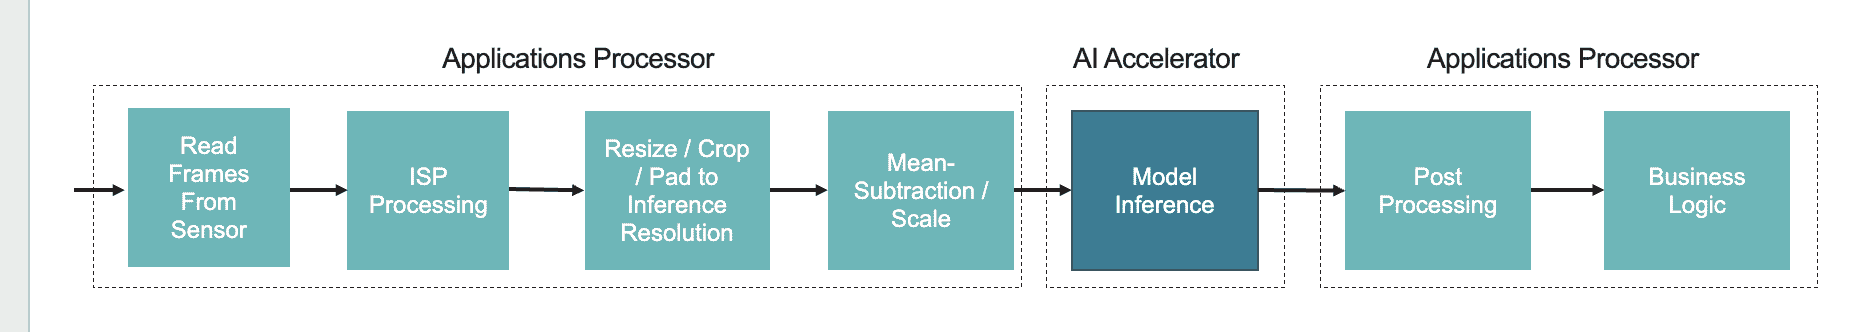 Applications Processor
AI Accelerator
Applications Processor
Read
Frames
From
Sensor
ISP
Processing
Resize / Crop
/ Pad to
Inference
Resolution
Mean-
Subtraction /
Scale
Model
Inference
Post
Processing
Business
Logic